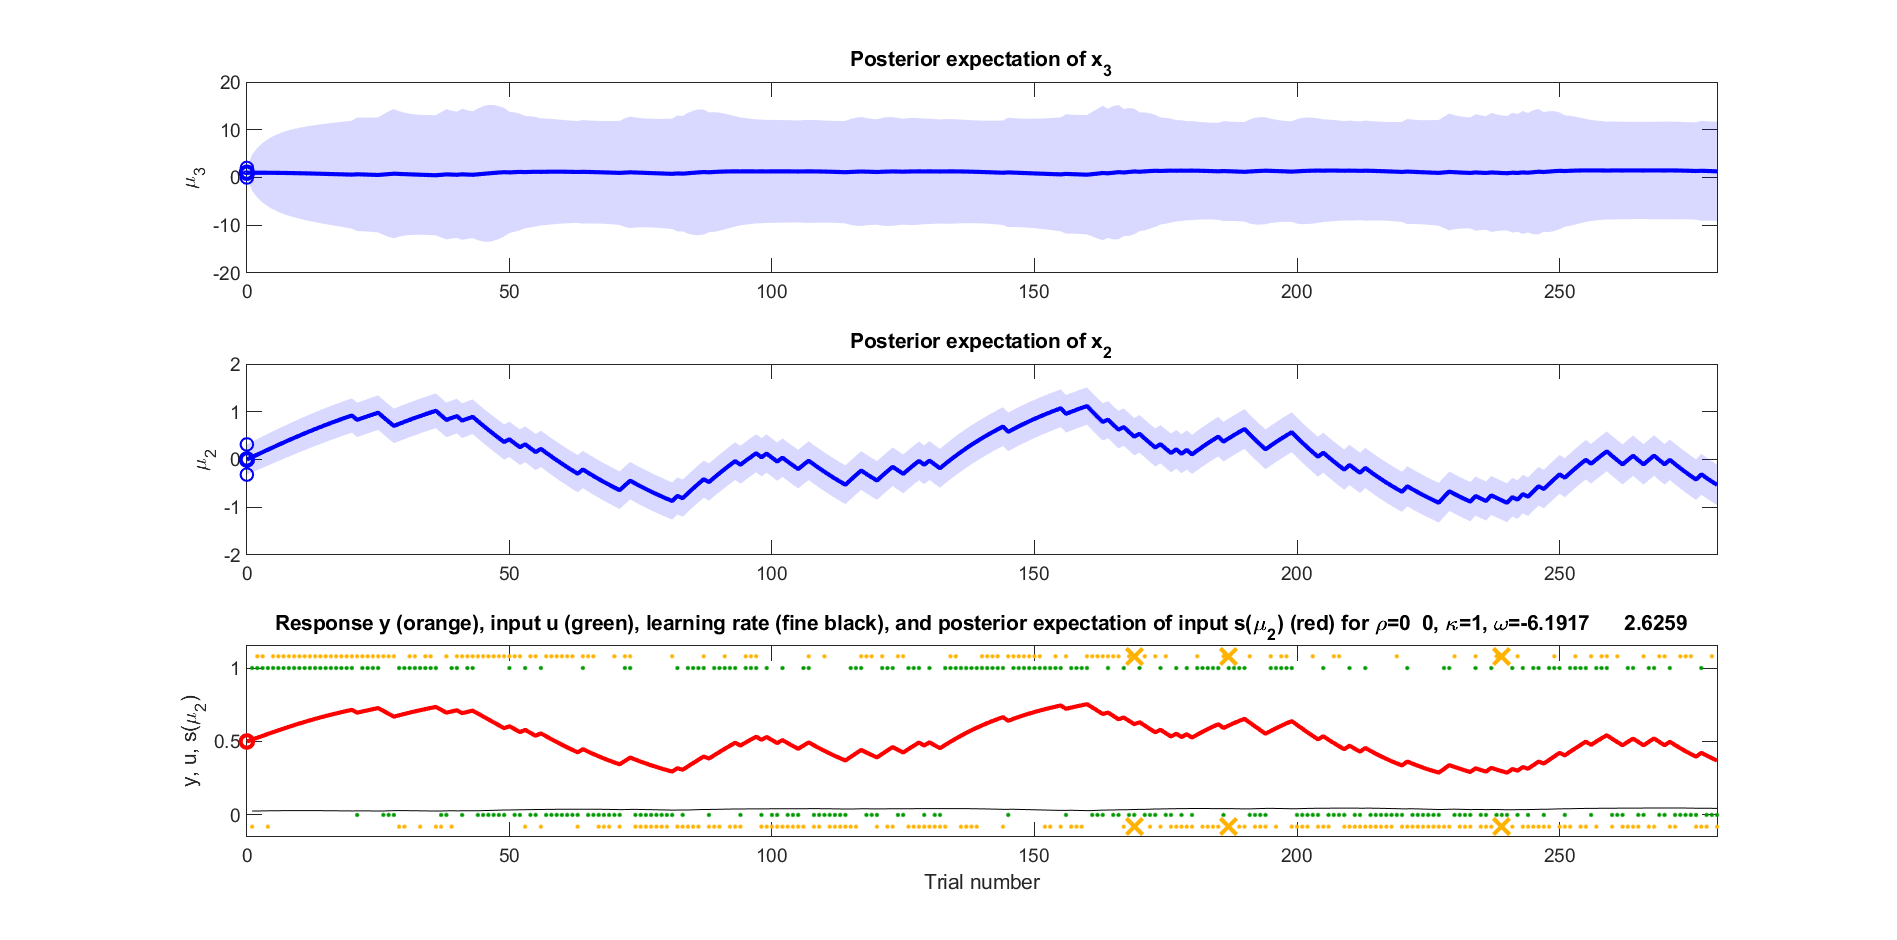 Posterior expectation of x3
20
10
0
-10
-20
μ3
0 50 100 150 200 250
Posterior expectation of x2
2
1
0
-1
-2
μ2
0 50 100 150 200 250
Response y (orange), input u (green), learning rate (fine black), and posterior expectation of input s(μ2) (red) for ρ=0 0, κ=1, ω=-6.1917 2.6259
1
0.5
0
y, u, s(μ2)
0 50 100 150 200 250
Trial number